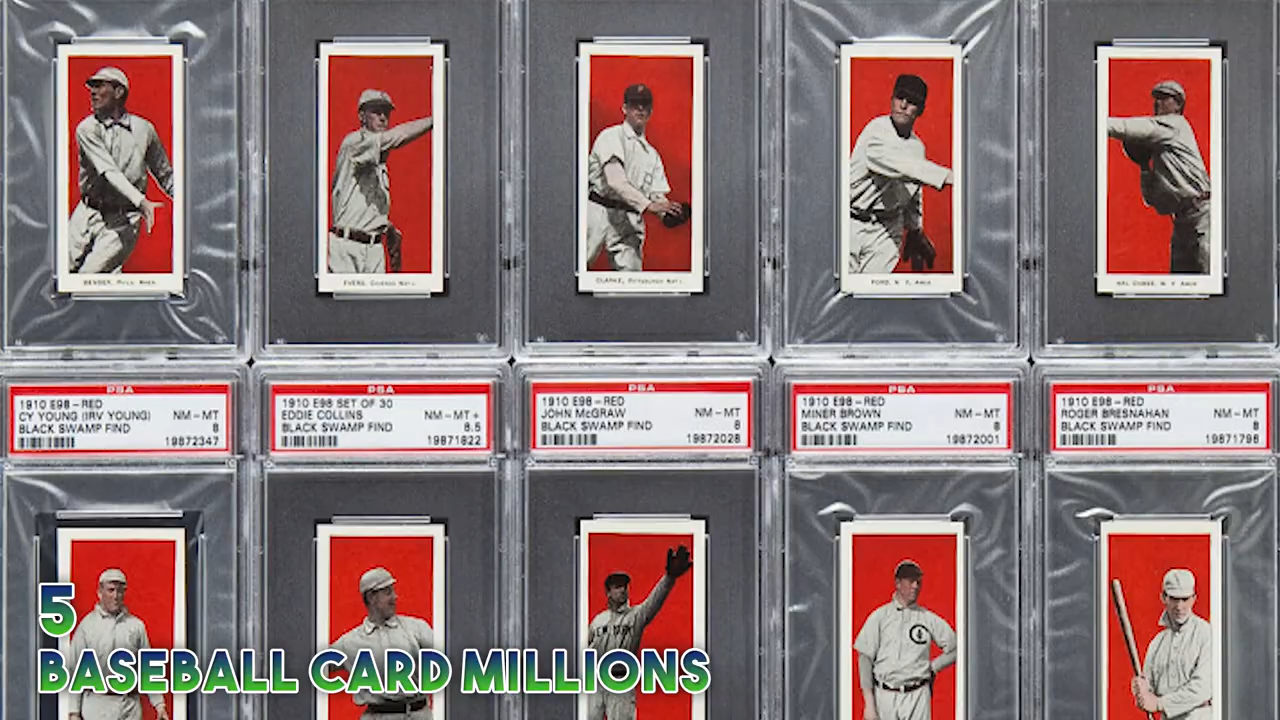 BENDER, PHILA. AMER.
EVERS, CHICAGO NAT'L
CLARKE, PITTSBURGH NAT'L
FORD, N. Y. AMER
HAL CHASE, N. Y. AMER
PSA
1910 E98 - RED
CY YOUNG (IRV YOUNG) NM - MT
BLACK SWAMP FIND 8
19872347
PSA
1910 E98 SET OF 30
EDDIE COLLINS NM - MT +
BLACK SWAMP FIND 8.5
19871822
PSA
1910 E98 - RED
JOHN McGRAW NM - MT
BLACK SWAMP FIND 8
19872028
PSA
1910 E98 - RED
MINER BROWN NM - MT
BLACK SWAMP FIND 8
19872001
PSA
1910 E98 - RED
ROGER BRESNAHAN NM - MT
BLACK SWAMP FIND 8
19871796
NEW YORK
5
BASEBALL CARD MILLIONS